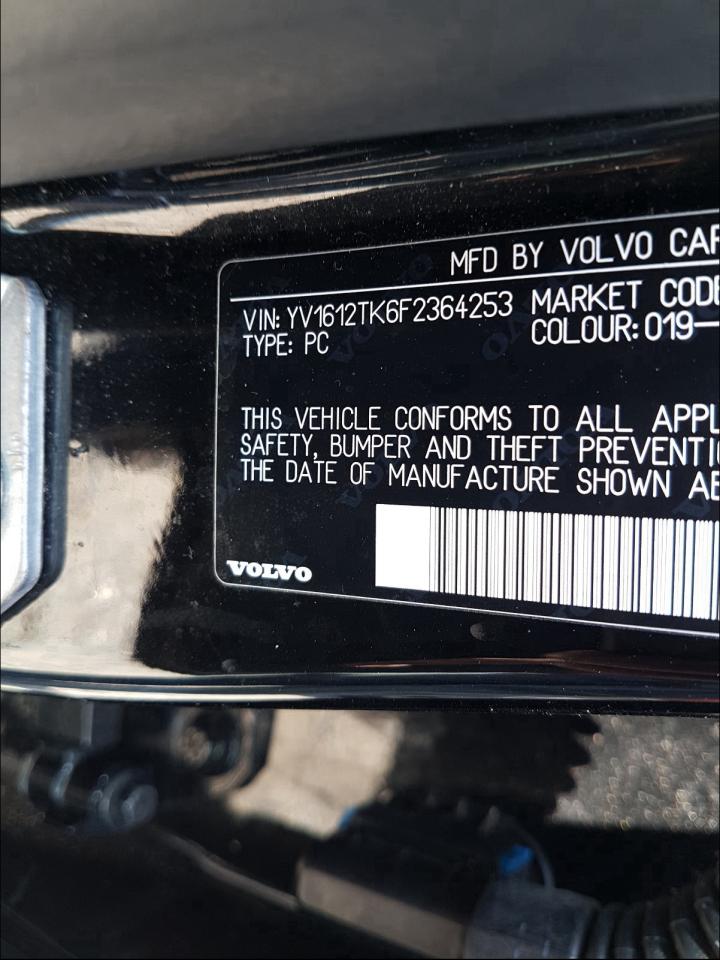 MFD BY VOLVO CAR
VIN: YV1612TK6F2364253 MARKET CODE
TYPE: PC COLOUR: 019-
THIS VEHICLE CONFORMS TO ALL APPL
SAFETY, BUMPER AND THEFT PREVENTI
THE DATE OF MANUFACTURE SHOWN AB
VOLVO